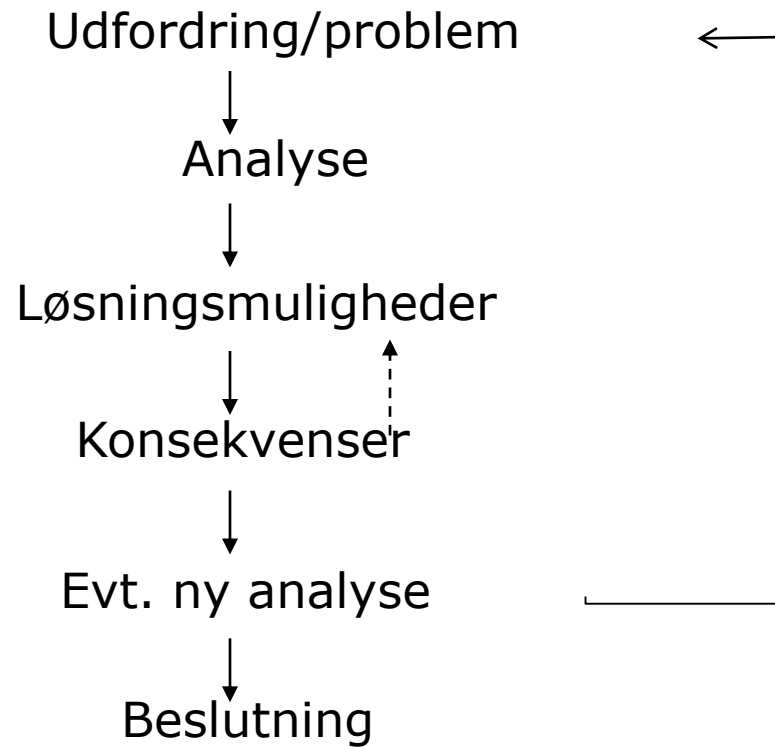 Udfordring/problem
Analyse
Løsningsmuligheder
Konsekvenser
Evt. ny analyse
Beslutning